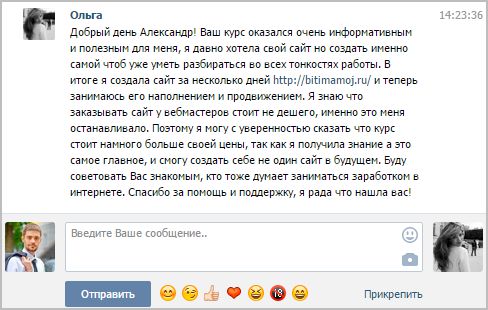 Ольга 14:23:36
Добрый день Александр! Ваш курс оказался очень информативным
и полезным для меня, я давно хотела свой сайт но создать именно
самой чтоб уже уметь разбираться во всех тонкостях работы. В
итоге я создала сайт за несколько дней http://bitimamoj.ru/ и теперь
занимаюсь его наполнением и продвижением. Я знаю что
заказывать сайт у вебмастеров стоит не дешего, именно это меня
останавливало. Поэтому я могу с уверенностью сказать что курс
стоит намного больше своей цены, так как я получила знание а это
самое главное, и смогу создать себе не один сайт в будущем. Буду
советовать Вас знакомым, кто тоже думает заниматься заработком в
интернете. Спасибо за помощь и поддержку, я рада что нашла вас!
Введите Ваше сообщение..
Отправить 18 Прикрепить